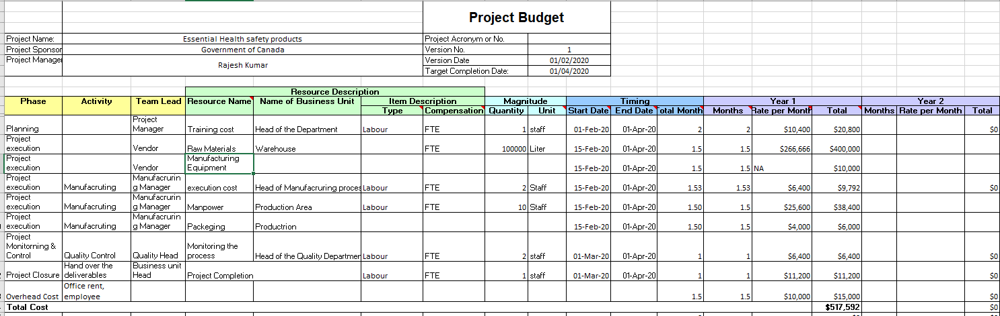 Project Budget
Project Name: Essential Health safety products Project Acronym or No.
Project Sponsor Government of Canada Version No. 1
Project Manager Rajesh Kumar Version Date 01/02/2020
Target Completion Date: 01/04/2020
Resource Description
Phase Activity Team Lead Resource Name Name of Business Unit Item Description Magnitude Timing Year 1 Year 2
Type Compensation Quantity Unit Start Date End Date otal Month Months Rate per Month Total Months Rate per Month Total
Project
Planning Manager Training cost Head of the Department Labour FTE 1 staff 01-Feb-20 01-Apr-20 2 2 $10,400 $20,800 $0
Project
execution Vendor Raw Materials Warehouse FTE 100000 Liter 15-Feb-20 01-Apr-20 1.5 1.5 $266,666 $400,000
Project Manufacturing
execution Vendor Equipment 15-Feb-20 01-Apr-20 1.5 1.5 NA $10,000
Project Manufacrurin
execution Manufacruting g Manager execution cost Head of Manufacruring proces Labour FTE 2 Staff 15-Feb-20 01-Apr-20 1.53 1.53 $6,400 $9,792 $0
Project Manufacrurin
execution Manufacruting g Manager Manpower Production Area Labour FTE 10 Staff 15-Feb-20 01-Apr-20 1.50 1.5 $25,600 $38,400
Project Manufacrurin
execution Manufacruting g Manager Packeging Productrion 15-Feb-20 01-Apr-20 1.50 1.5 $4,000 $6,000
Project
Monitorning & Monitoring the
Control Quality Control Quality Head process Head of the Quality Departmer Labour FTE 2 staff 01-Mar-20 01-Apr-20 1 1 $6,400 $6,400 $0
Hand over the Business unit
Project Closure deliverables Head Project Completion Labour FTE 1 staff 01-Mar-20 01-Apr-20 1 1 $11,200 $11,200 $0
Office rent,
Overhead Cost employee 1.5 1.5 $10,000 $15,000 $0
Total Cost $517,592 $0